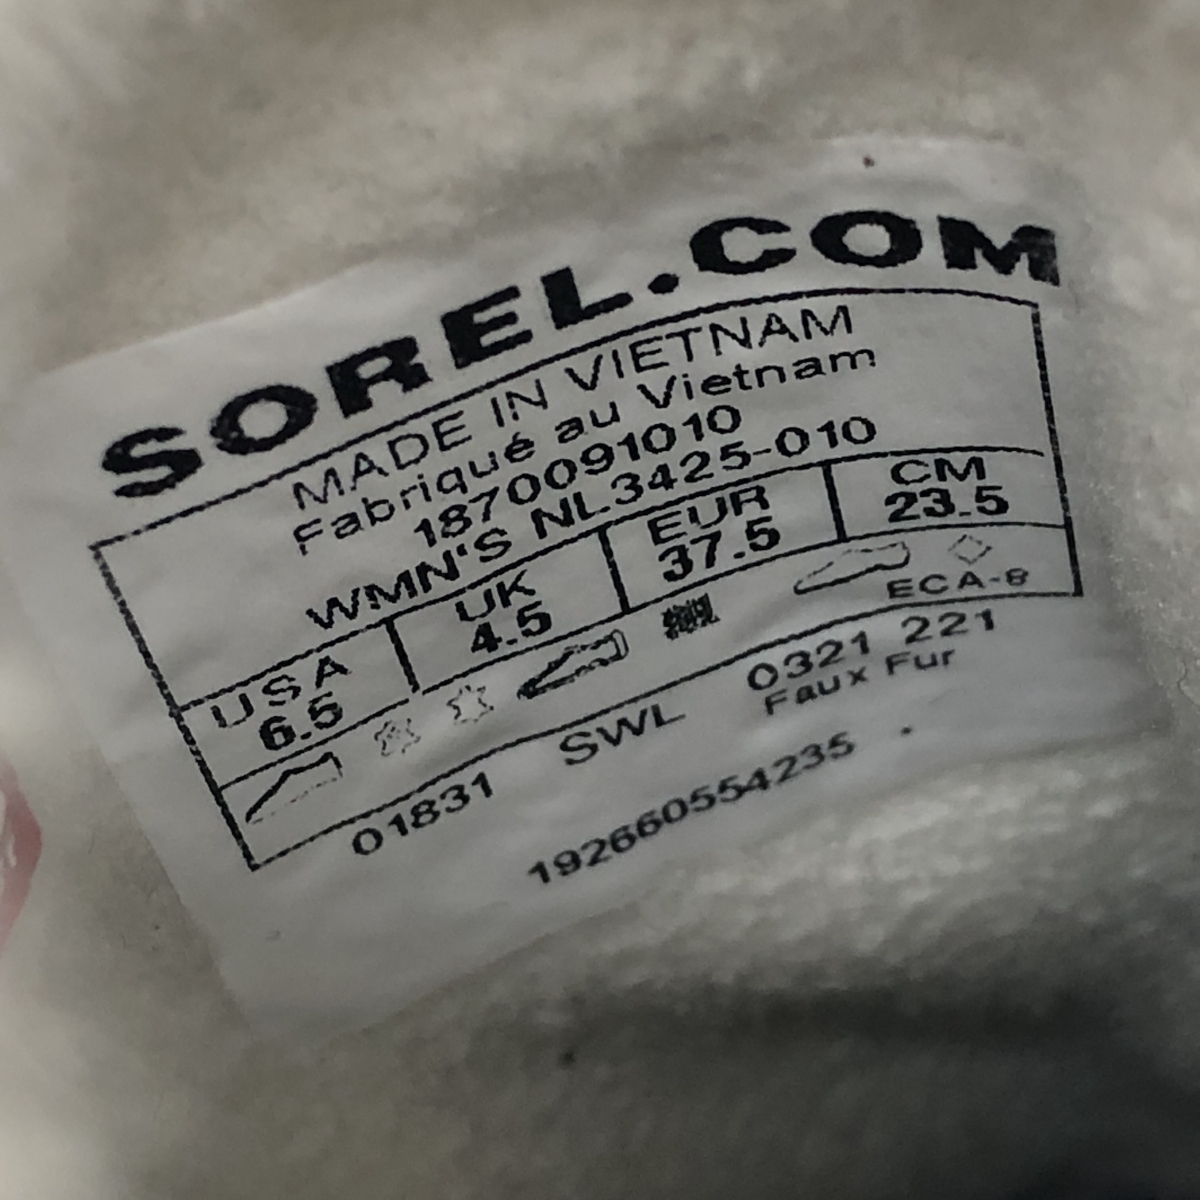 SOREL.COM
MADE IN VIETNAM
Fabriqué au Vietnam
1870091010
WMN'S NL3425-010
USA UK EUR CM
6.5 4.5 37.5 23.5
ECA-8
01831 SWL 0321 221
Faux Fur
192660554235